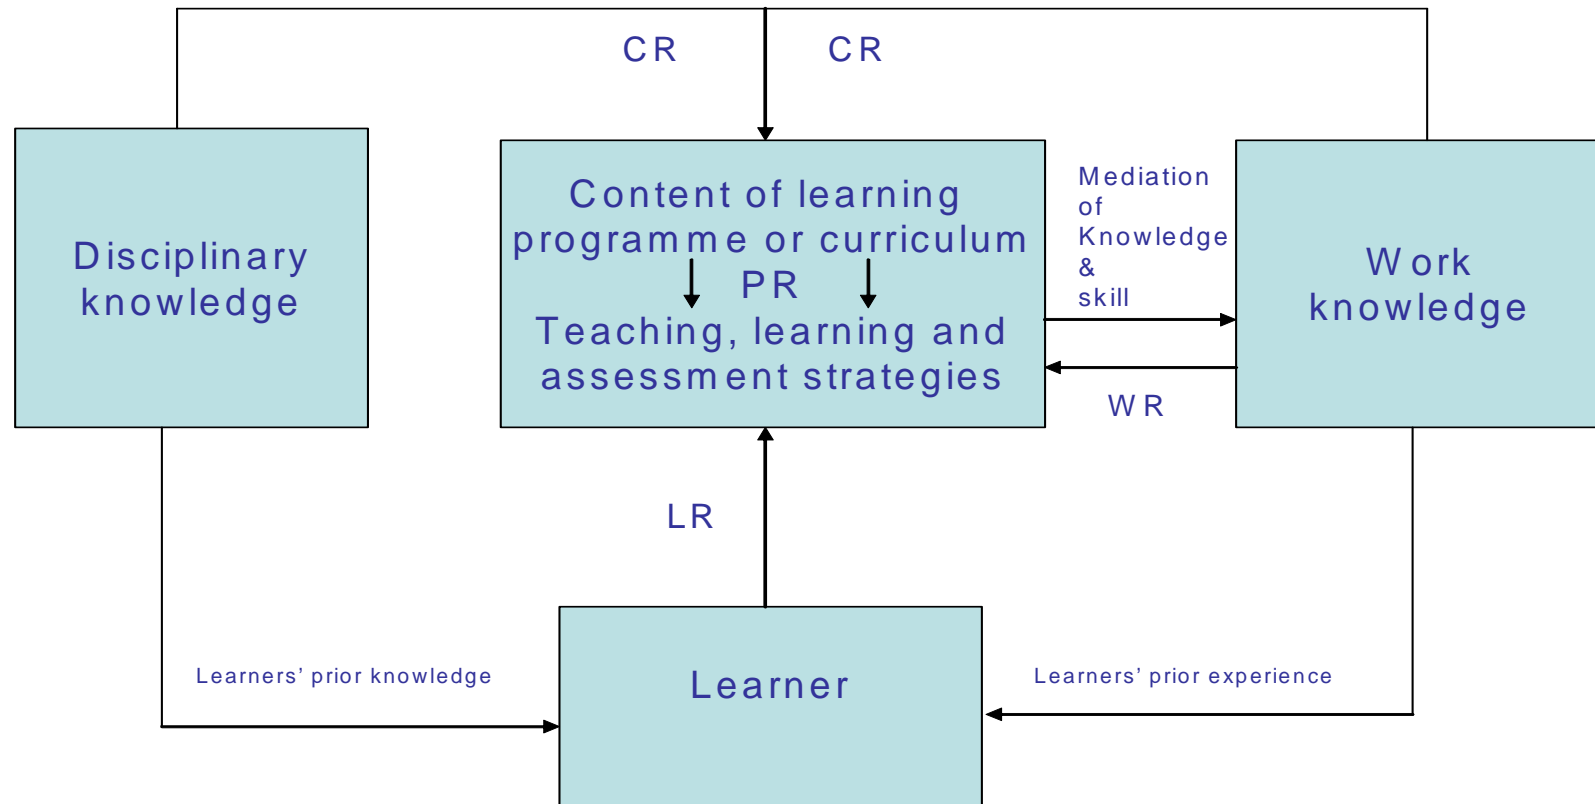 CR
CR
Disciplinary
knowledge
Content of learning
programme or curriculum
PR
Teaching, learning and
assessment strategies
Mediation
of
Knowledge
&
skill
Work
knowledge
WR
LR
Learners’ prior knowledge
Learner
Learners’ prior experience